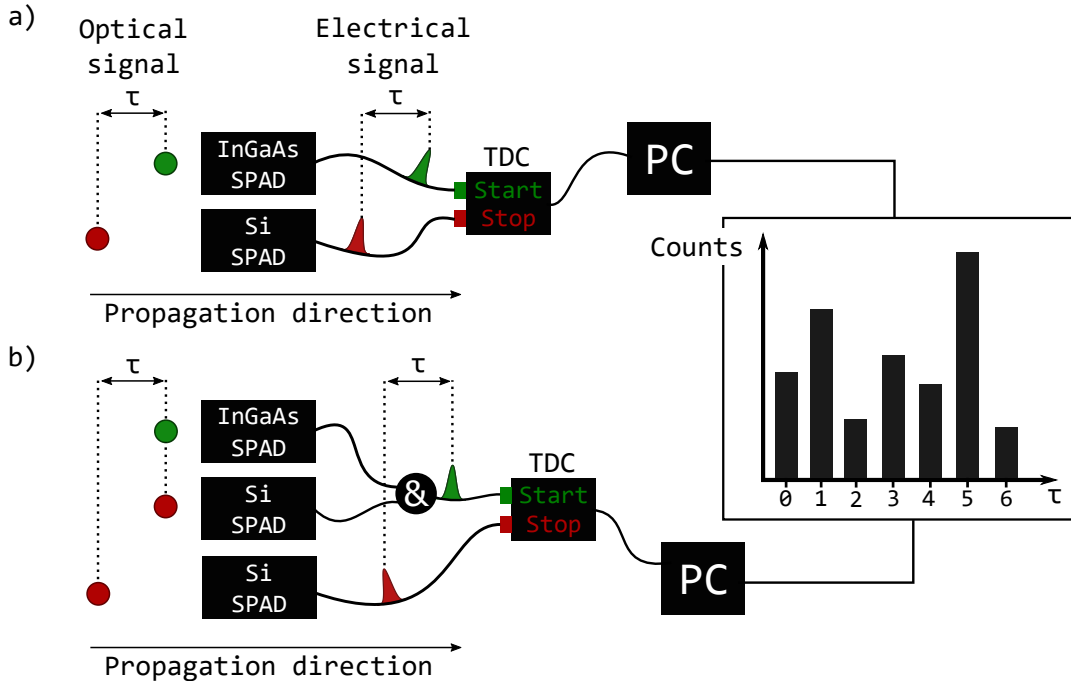 a)
Optical
signal
τ
Electrical
signal
τ
InGaAs
SPAD
Si
SPAD
TDC
Start
Stop
PC
Propagation direction
Counts
0 1 2 3 4 5 6 τ
b)
τ
τ
InGaAs
SPAD
Si
SPAD
&
Si
SPAD
TDC
Start
Stop
PC
Propagation direction